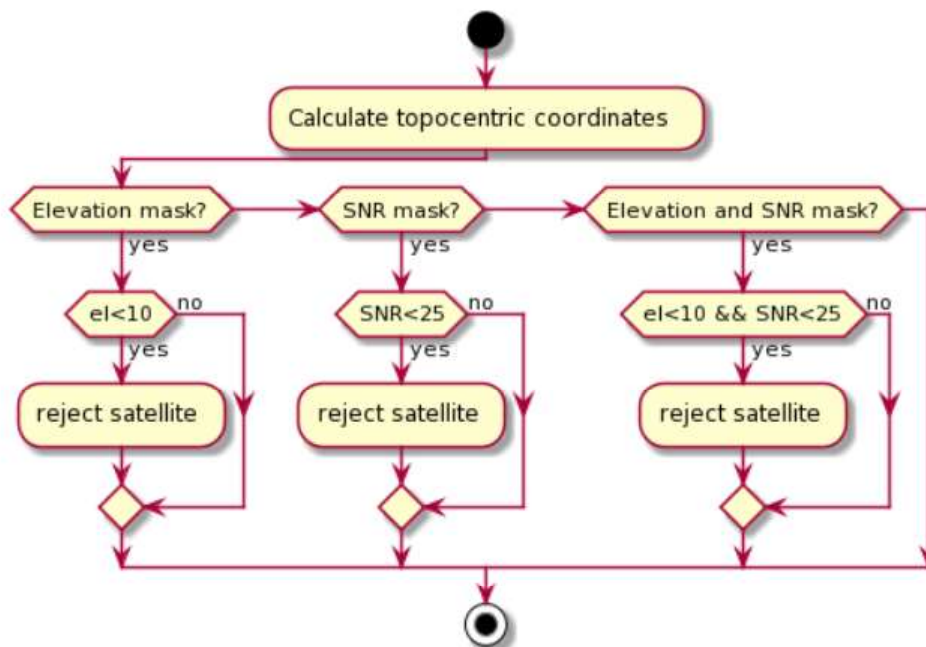 Calculate topocentric coordinates
Elevation mask?
SNR mask?
Elevation and SNR mask?
yes
yes
yes
el<10
no
SNR<25
no
el<10 && SNR<25
no
yes
yes
yes
reject satellite
reject satellite
reject satellite